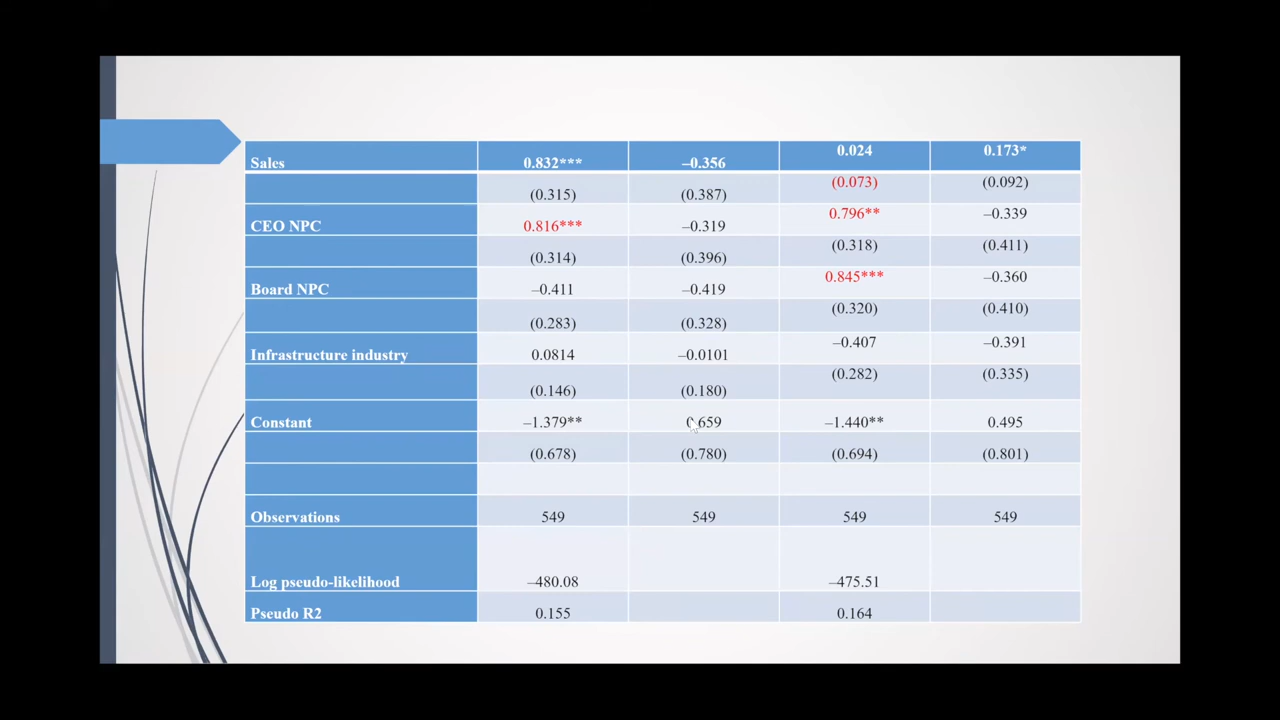 Sales 0.832*** –0.356 0.024 0.173*
(0.315) (0.387) (0.073) (0.092)
CEO NPC 0.816*** –0.319 0.796** –0.339
(0.314) (0.396) (0.318) (0.411)
Board NPC –0.411 –0.419 0.845*** –0.360
(0.283) (0.328) (0.320) (0.410)
Infrastructure industry 0.0814 –0.0101 –0.407 –0.391
(0.146) (0.180) (0.282) (0.335)
Constant –1.379** 0.659 –1.440** 0.495
(0.678) (0.780) (0.694) (0.801)
Observations 549 549 549 549
Log pseudo-likelihood –480.08 –475.51
Pseudo R2 0.155 0.164